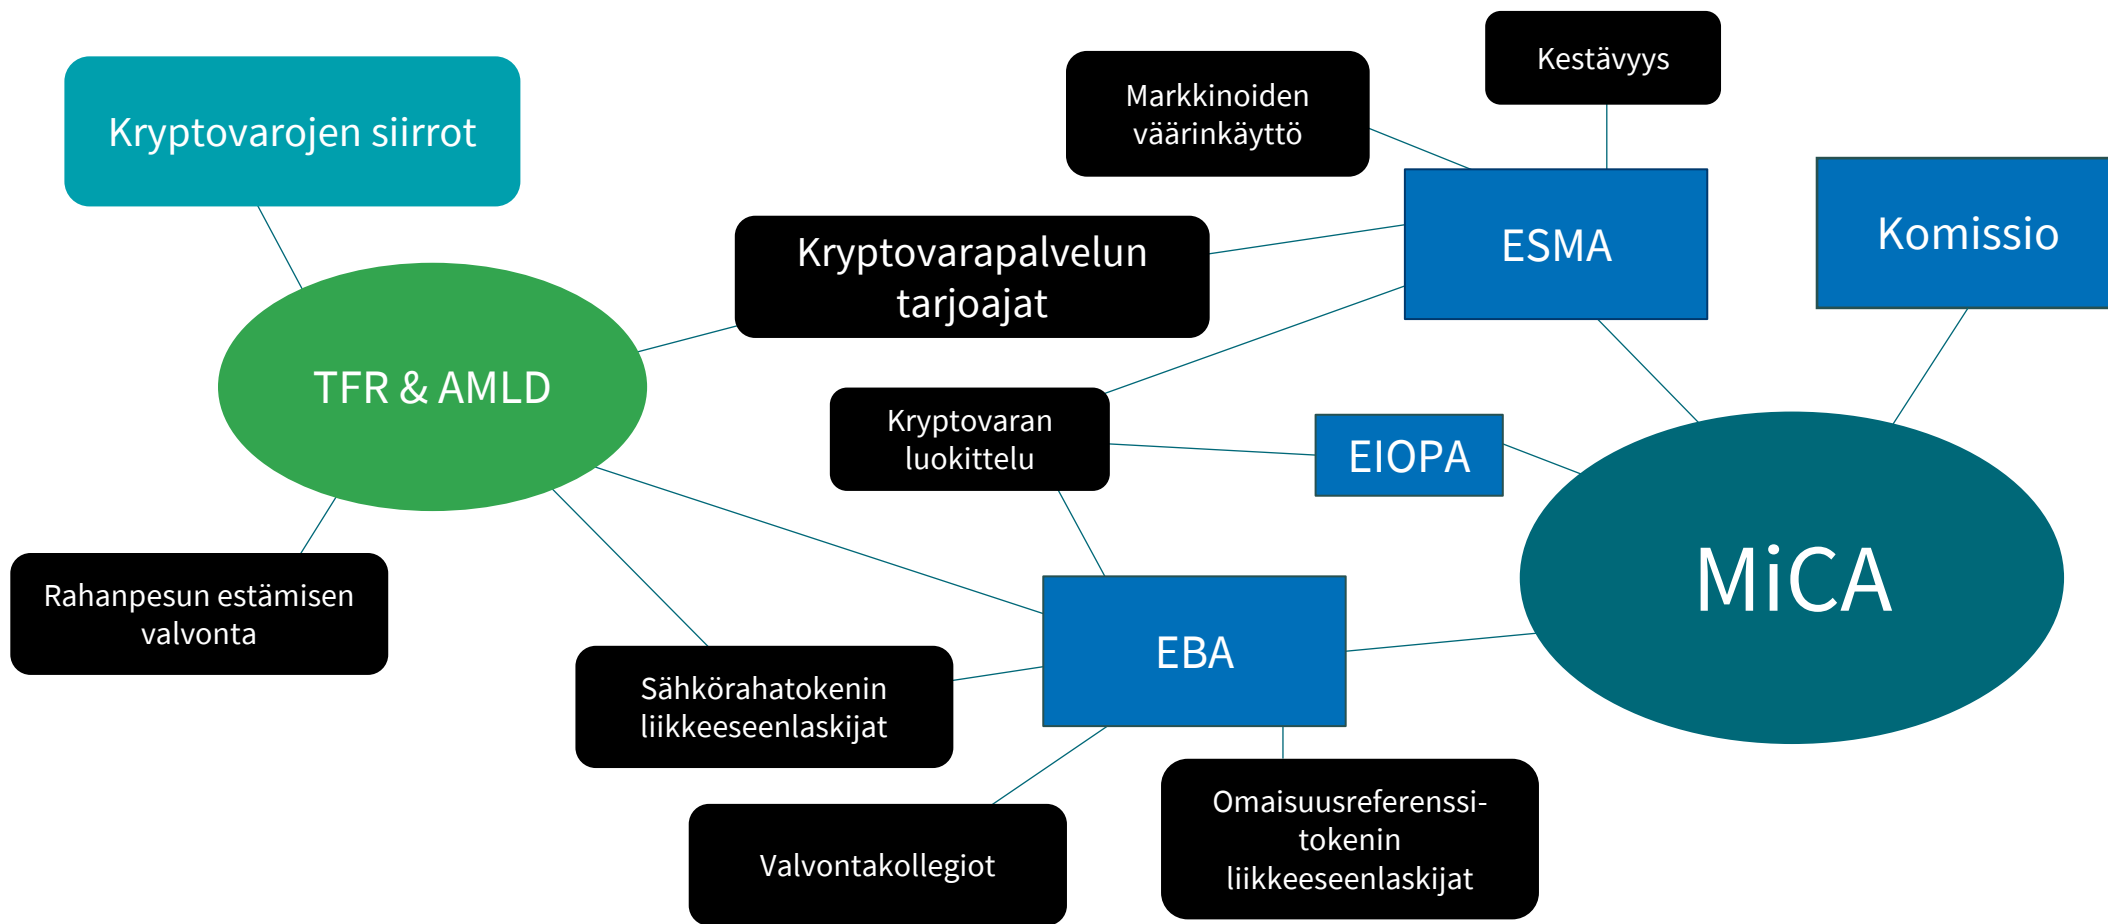 Kestävyys
Markkinoiden
väärinkäyttö
Kryptovarojen siirrot
Komissio
ESMA
Kryptovarapalvelun
tarjoajat
TFR & AMLD
Kryptovaran
luokittelu
EIOPA
MiCA
Rahanpesun estämisen
valvonta
EBA
Sähkörahatokenin
liikkeeseenlaskijat
Omaisuusreferenssi-
tokenin
liikkeeseenlaskijat
Valvontakollegiot